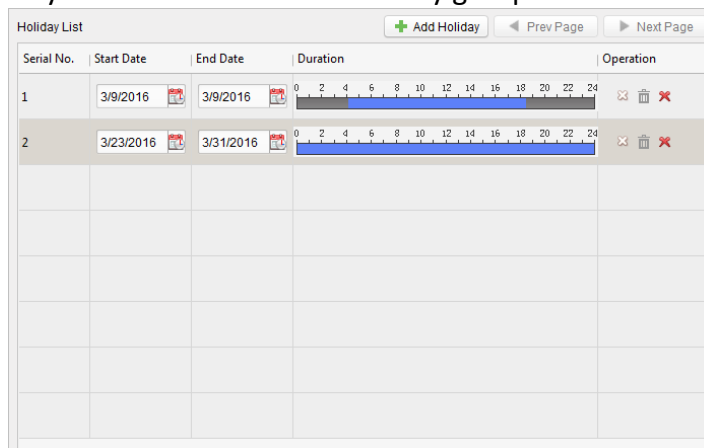 Holiday List Add Holiday Prev Page Next Page
Serial No. Start Date End Date Duration Operation
0 2 4 6 8 10 12 14 16 18 20 22 24
1 3/9/2016 3/9/2016
0 2 4 6 8 10 12 14 16 18 20 22 24
2 3/23/2016 3/31/2016